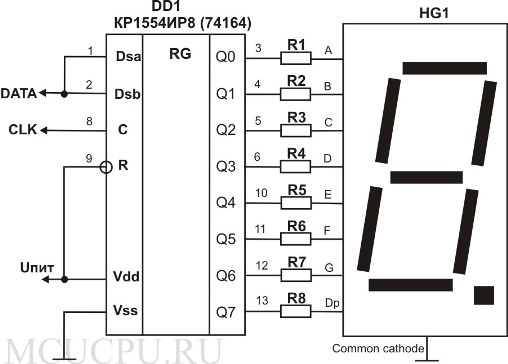 DD1
КР1554ИР8 (74164)
HG1
1 Dsa RG Q0 3 R1 A
DATA 2 Dsb Q1 4 R2 B
CLK 8 C Q2 5 R3 C
9 R Q3 6 R4 D
Q4 10 R5 E
Q5 11 R6 F
Uпит Vdd Q6 12 R7 G
Vss Q7 13 R8 Dp
Common cathode
MCUCPU.RU